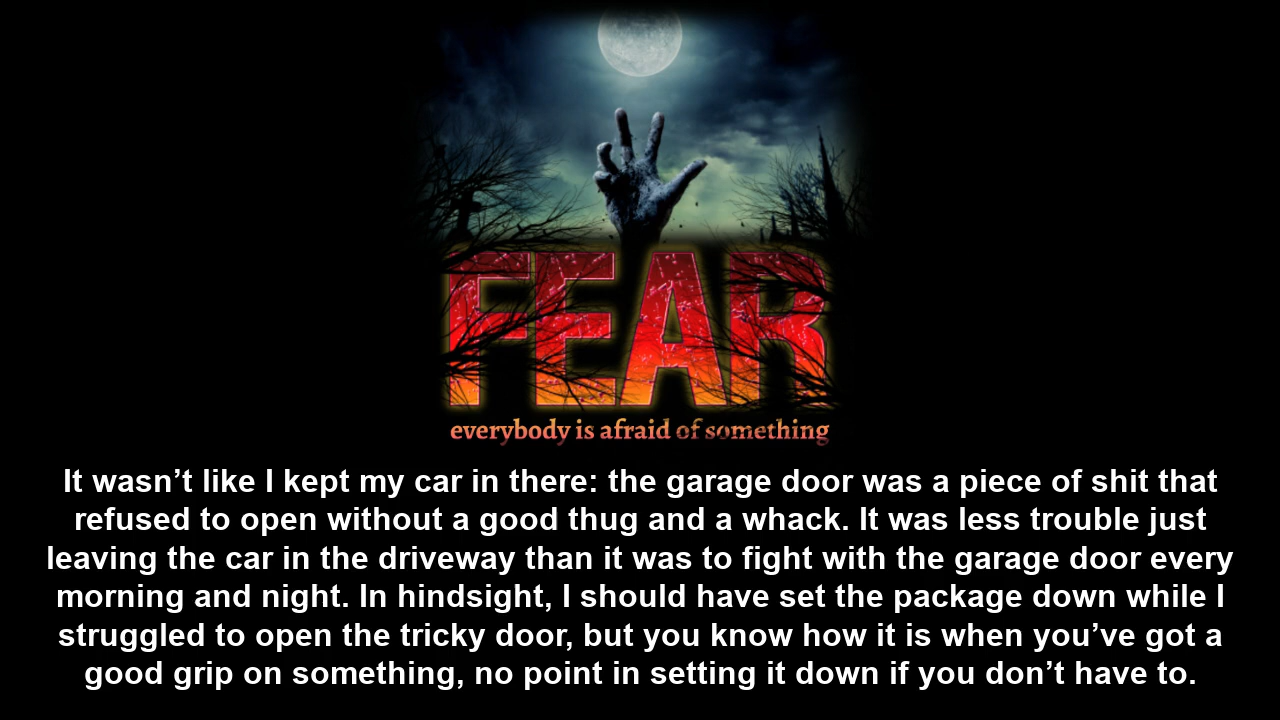 FEAR
everybody is afraid of something
It wasn’t like I kept my car in there: the garage door was a piece of shit that
refused to open without a good thug and a whack. It was less trouble just
leaving the car in the driveway than it was to fight with the garage door every
morning and night. In hindsight, I should have set the package down while I
struggled to open the tricky door, but you know how it is when you’ve got a
good grip on something, no point in setting it down if you don’t have to.